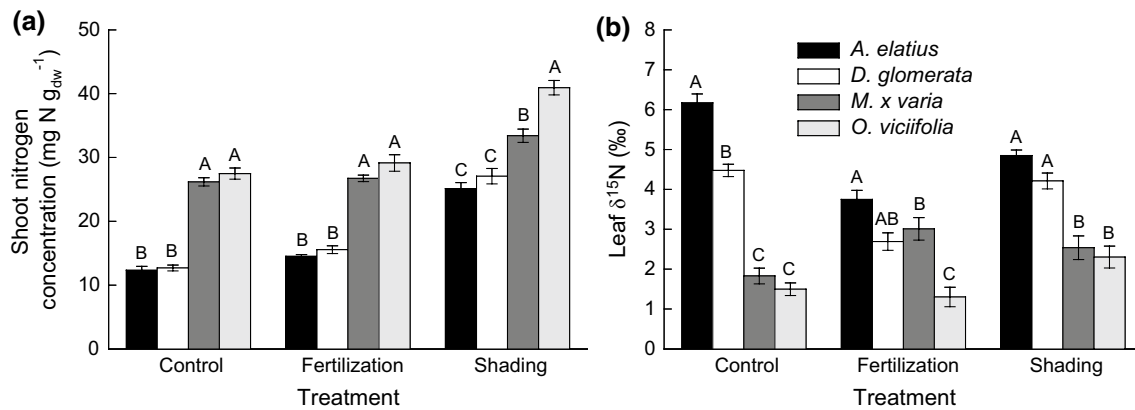 (a)
Shoot nitrogen
concentration (mg N g_dw^-1)
50
40
30
20
10
0
B B A A
B B A A
C C B A
Control Fertilization Shading
Treatment
(b)
Leaf δ15N (‰)
8
7
6
5
4
3
2
1
0
A. elatius
D. glomerata
M. x varia
O. viciifolia
A B C C
A AB B C
A A B B
Control Fertilization Shading
Treatment